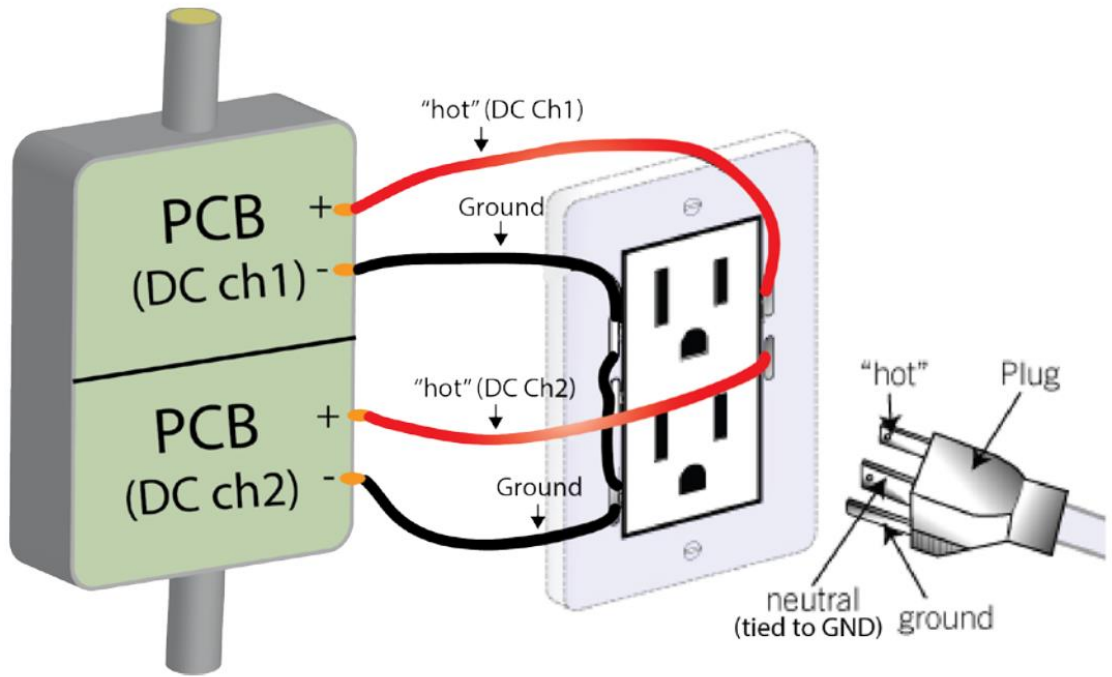 "hot" (DC Ch1)
Ground
PCB
(DC ch1)
+
-
"hot" (DC Ch2)
PCB
(DC ch2)
+
-
Ground
"hot"
Plug
neutral
(tied to GND)
ground